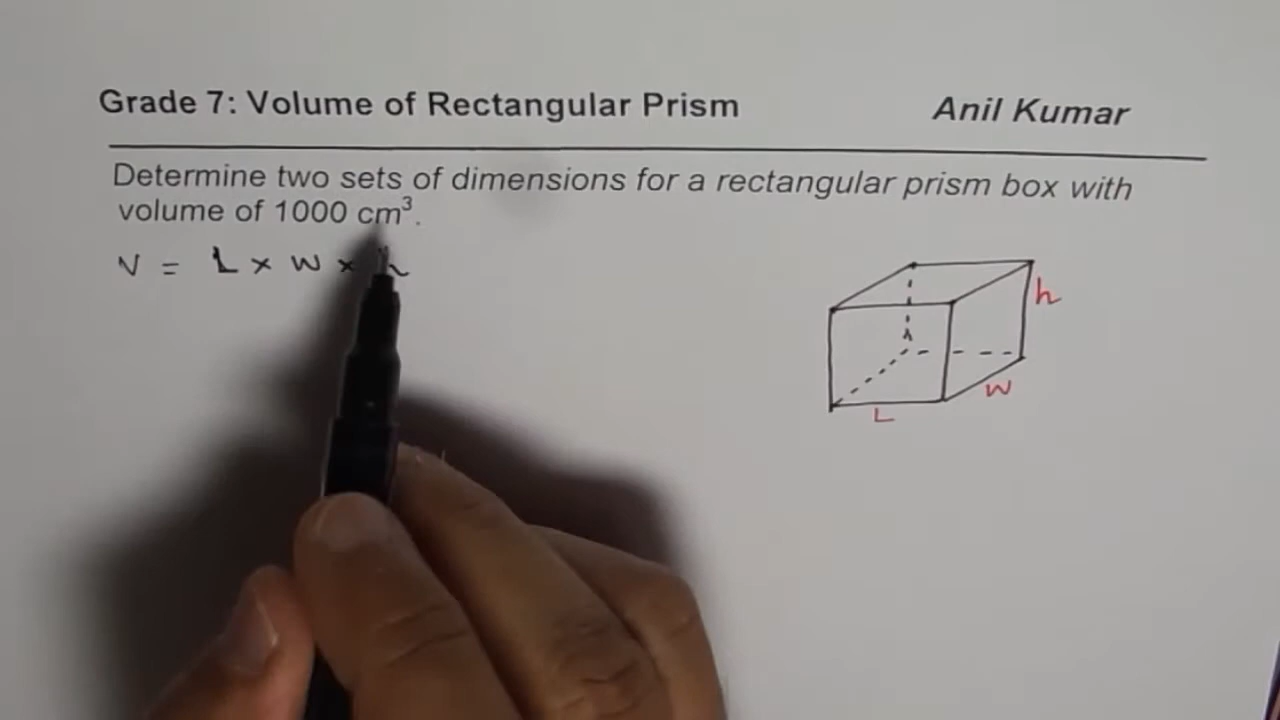 Grade 7: Volume of Rectangular Prism Anil Kumar
Determine two sets of dimensions for a rectangular prism box with
volume of 1000 cm³.
V = L × W × h
h
W
L